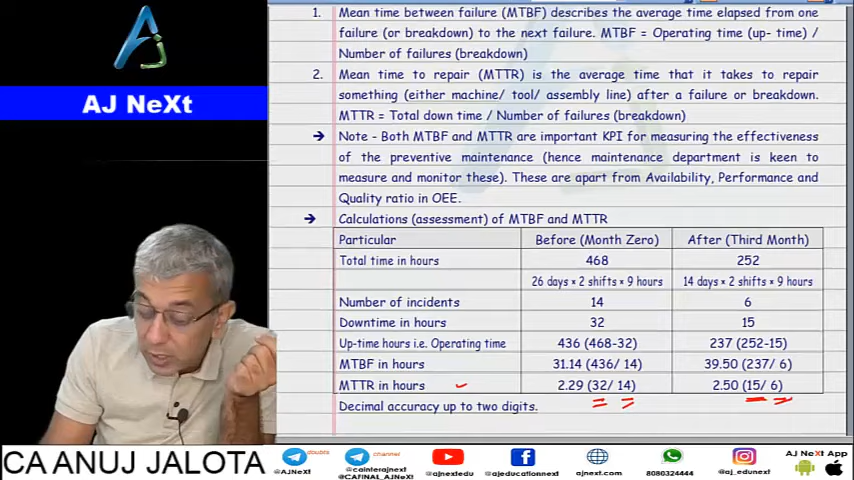 1. Mean time between failure (MTBF) describes the average time elapsed from one
failure (or breakdown) to the next failure. MTBF = Operating time (up- time) /
Number of failures (breakdown)
2. Mean time to repair (MTTR) is the average time that it takes to repair
something (either machine/ tool/ assembly line) after a failure or breakdown.
MTTR = Total down time / Number of failures (breakdown)
→ Note - Both MTBF and MTTR are important KPI for measuring the effectiveness
of the preventive maintenance (hence maintenance department is keen to
measure and monitor these). These are apart from Availability, Performance and
Quality ratio in OEE.
→ Calculations (assessment) of MTBF and MTTR
Particular Before (Month Zero) After (Third Month)
Total time in hours 468 252
26 days × 2 shifts × 9 hours 14 days × 2 shifts × 9 hours
Number of incidents 14 6
Downtime in hours 32 15
Up-time hours i.e. Operating time 436 (468-32) 237 (252-15)
MTBF in hours 31.14 (436/ 14) 39.50 (237/ 6)
MTTR in hours 2.29 (32/ 14) 2.50 (15/ 6)
Decimal accuracy up to two digits.
AJ NeXt
CA ANUJ JALOTA
doubts
@AJNext
channel
@cainterajnext
@CAFINAL_AJNext
@ajnextedu
@ajeducationnext
ajnext.com
8080324444
@aj_edunext
AJ NeXt App